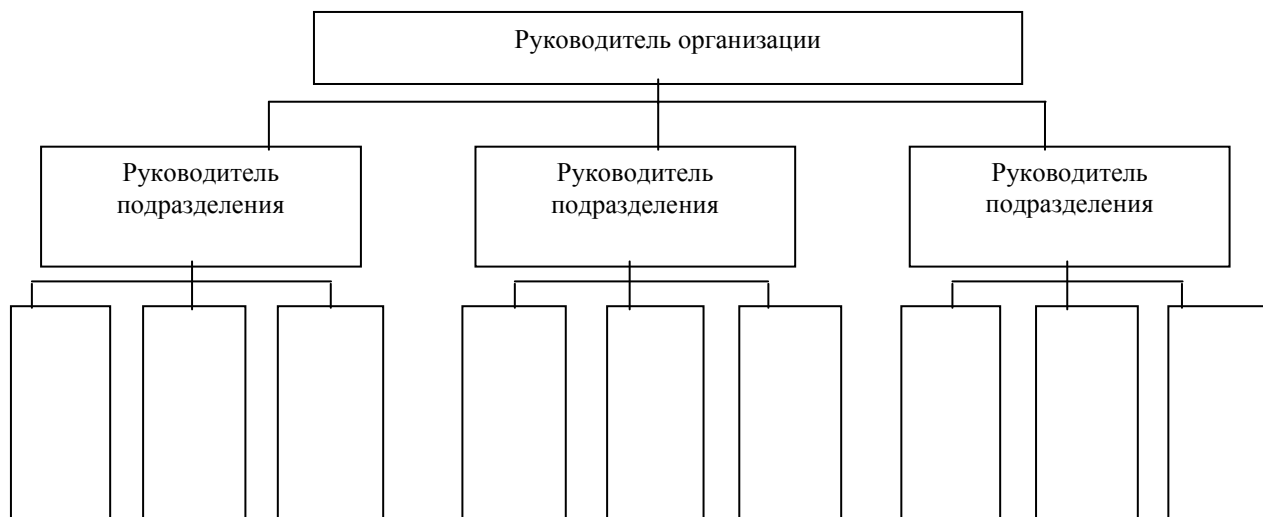 Руководитель организации
Руководитель
подразделения
Руководитель
подразделения
Руководитель
подразделения